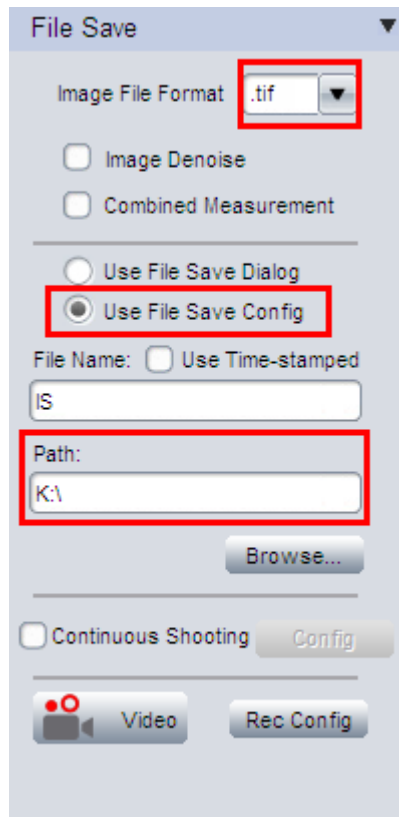 File Save
Image File Format .tif
Image Denoise
Combined Measurement
Use File Save Dialog
Use File Save Config
File Name: Use Time-stamped
IS
Path:
K:\
Browse...
Continuous Shooting Config
Video Rec Config